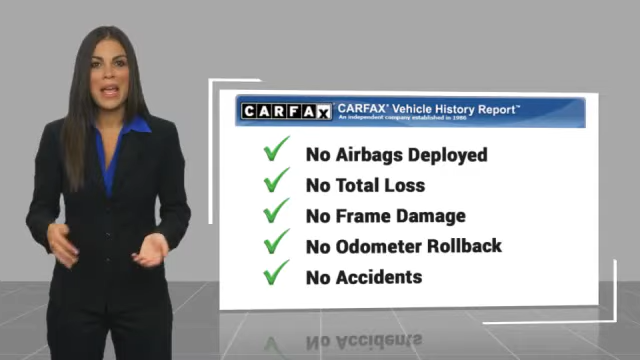 CARFAX CARFAX® Vehicle History Report™
An independent company established in 1986
No Airbags Deployed
No Total Loss
No Frame Damage
No Odometer Rollback
No Accidents
No Accidents